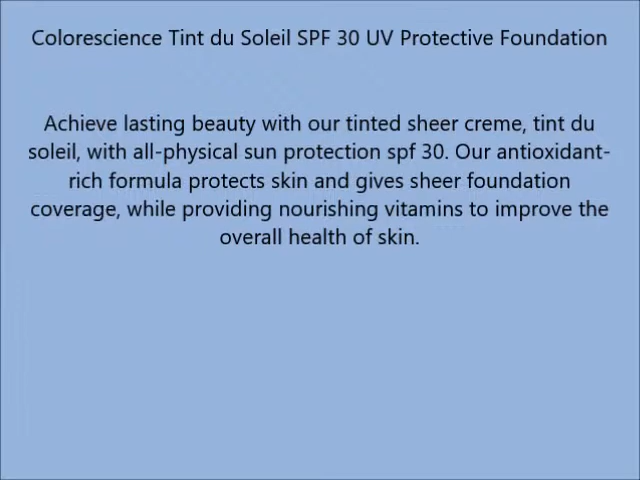 Colorescience Tint du Soleil SPF 30 UV Protective Foundation
Achieve lasting beauty with our tinted sheer creme, tint du
soleil, with all-physical sun protection spf 30. Our antioxidant-
rich formula protects skin and gives sheer foundation
coverage, while providing nourishing vitamins to improve the
overall health of skin.